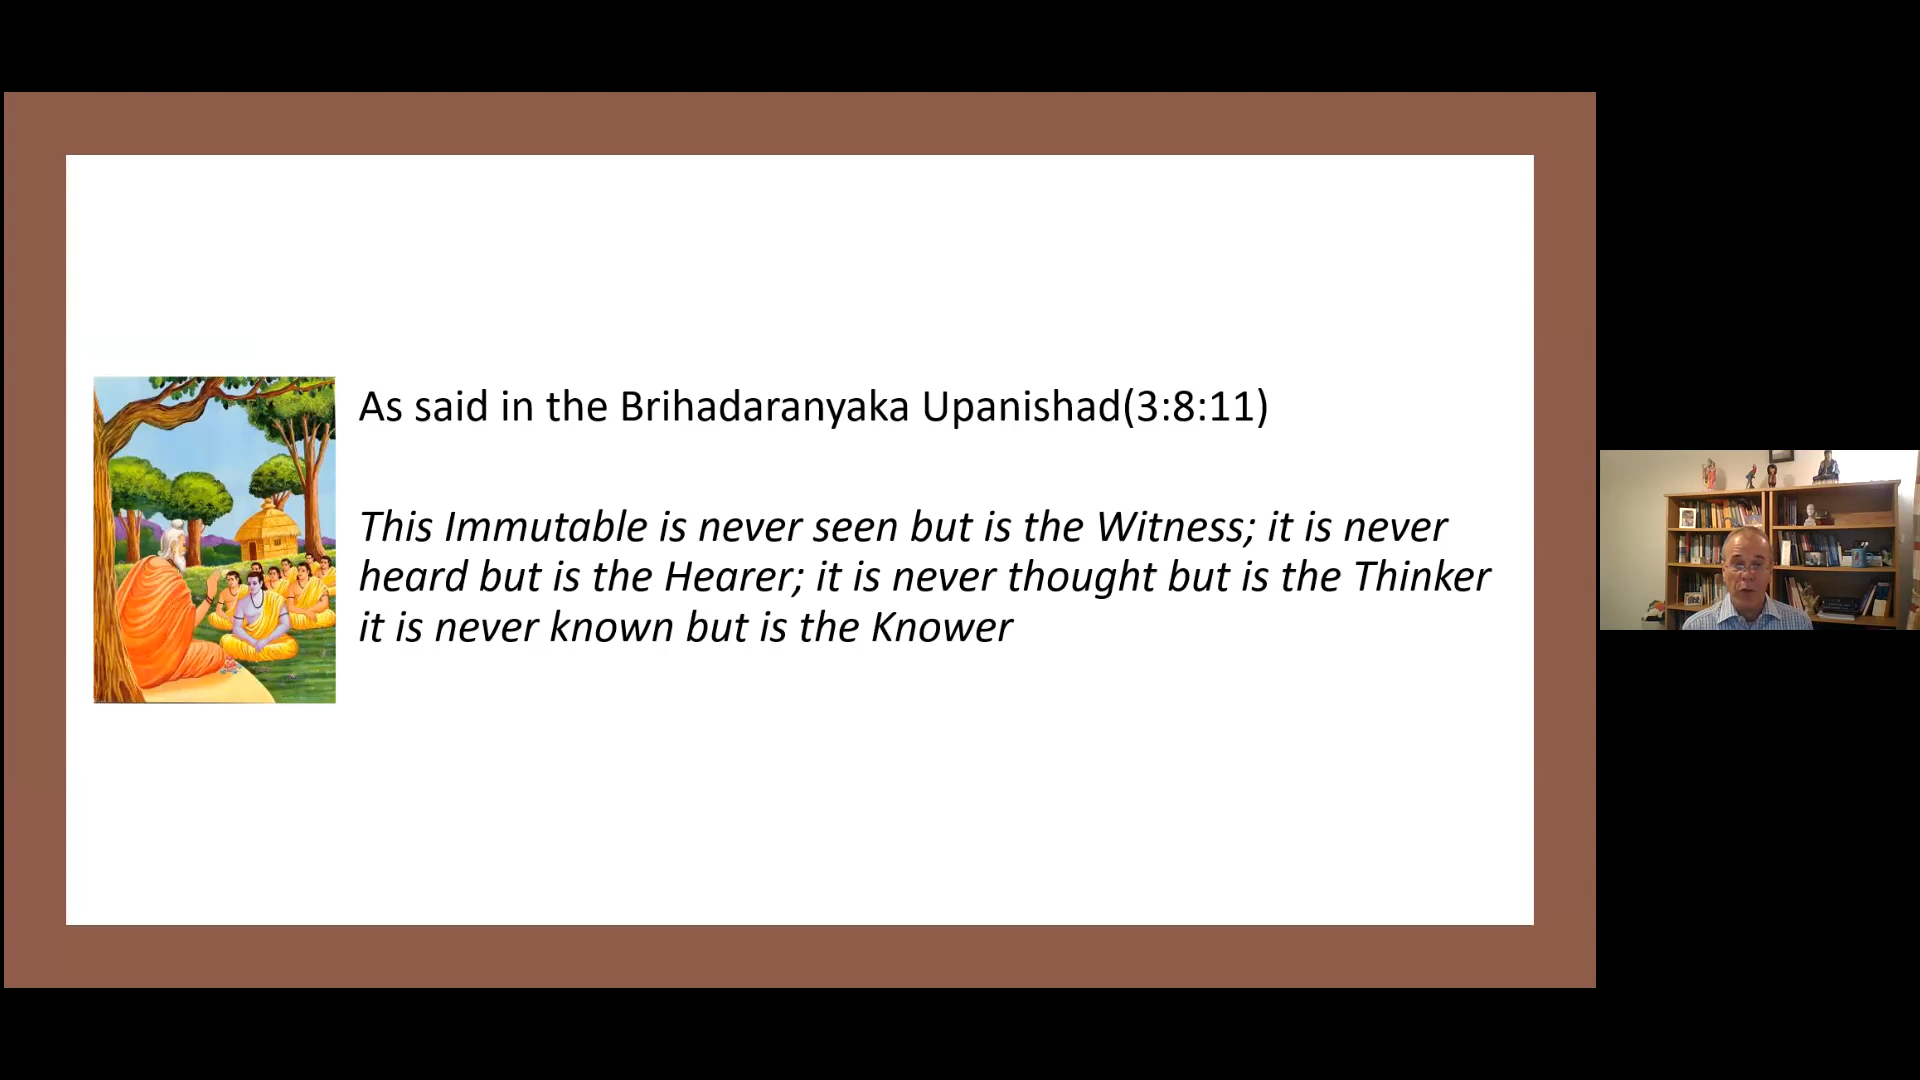 As said in the Brihadaranyaka Upanishad(3:8:11)
This Immutable is never seen but is the Witness; it is never
heard but is the Hearer; it is never thought but is the Thinker
it is never known but is the Knower